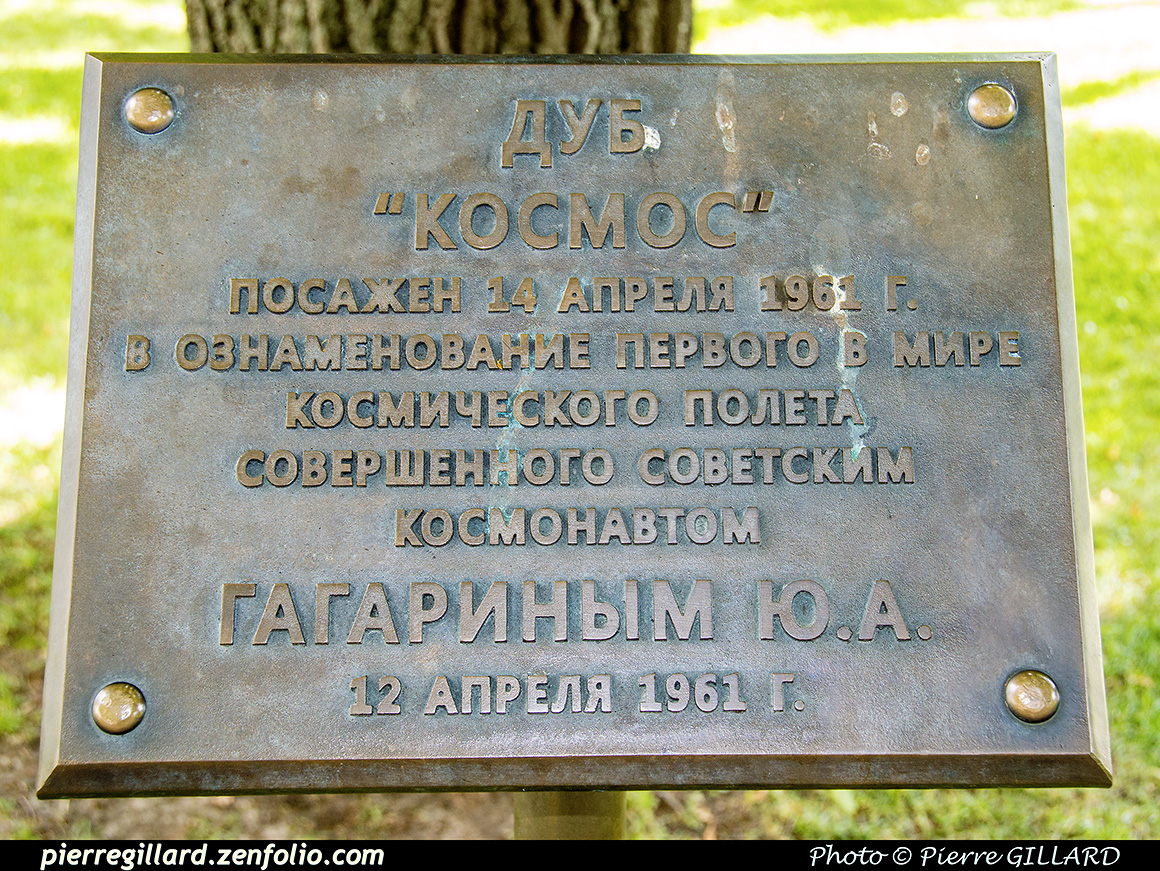 ДУБ
"КОСМОС"
ПОСАЖЕН 14 АПРЕЛЯ 1961 Г.
В ОЗНАМЕНОВАНИЕ ПЕРВОГО В МИРЕ
КОСМИЧЕСКОГО ПОЛЕТА
СОВЕРШЕННОГО СОВЕТСКИМ
КОСМОНАВТОМ
ГАГАРИНЫМ Ю.А.
12 АПРЕЛЯ 1961 Г.
pierregillard.zenfolio.com
Photo © Pierre GILLARD